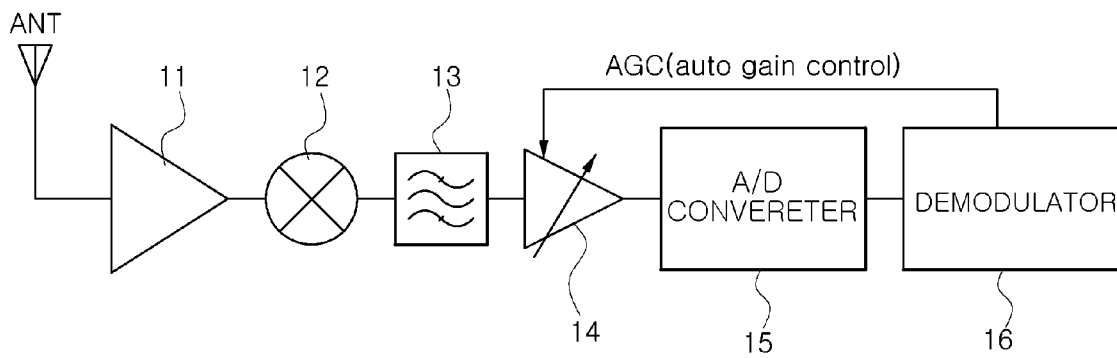 ANT
11
12
13
AGC(auto gain control)
A/D
CONVERETER
DEMODULATOR
14
15
16